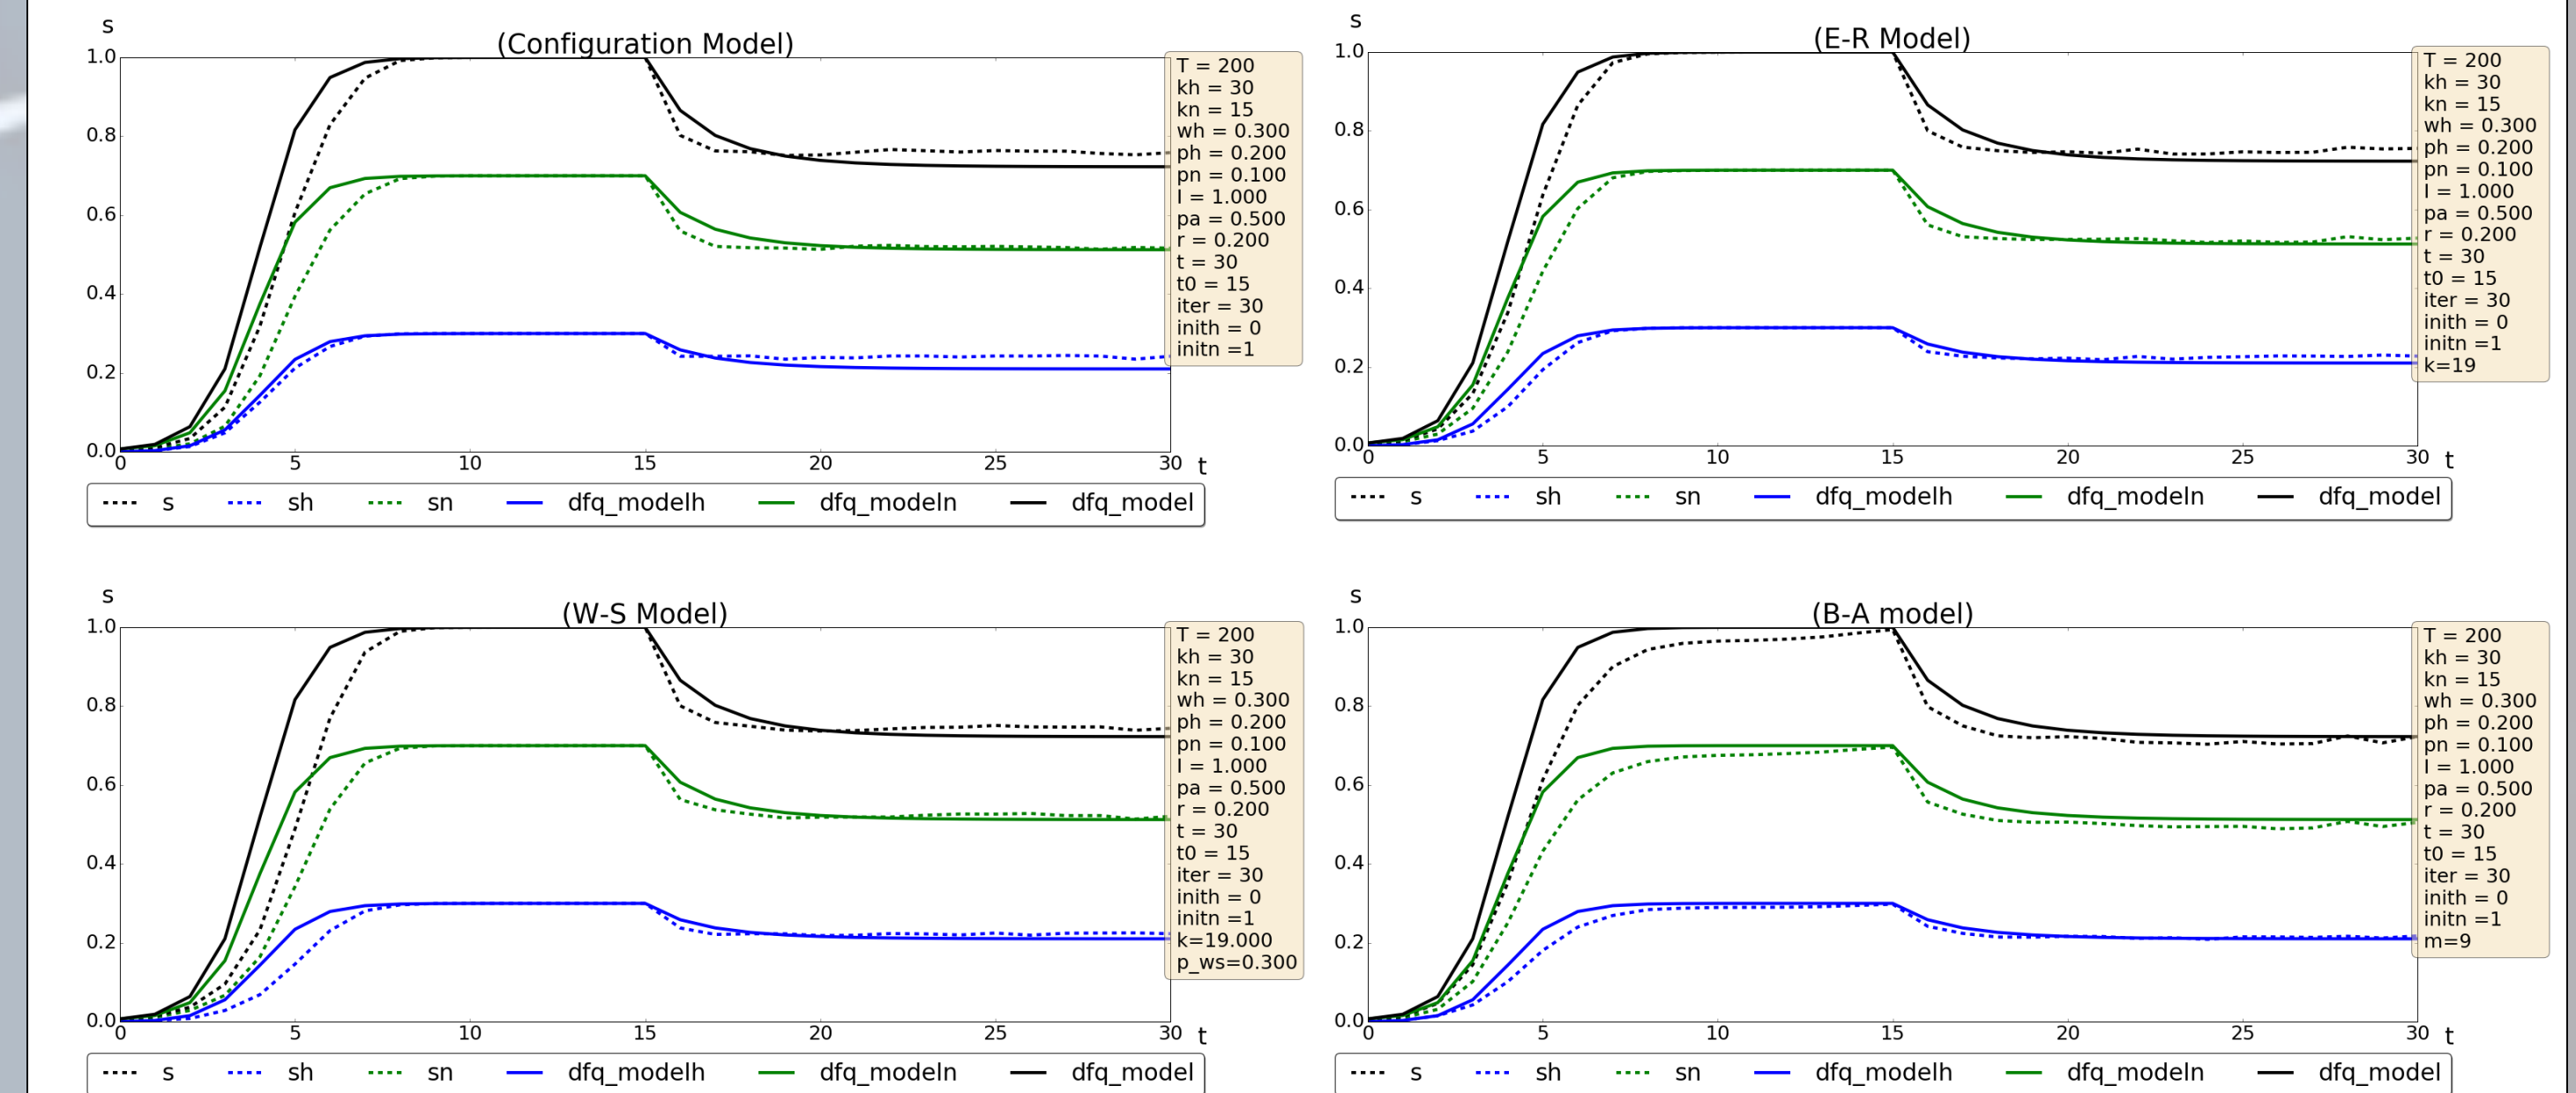 s
(Configuration Model)
1.0
0.8
0.6
0.4
0.2
0.0
0 5 10 15 20 25 30 t
T = 200
kh = 30
kn = 15
wh = 0.300
ph = 0.200
pn = 0.100
l = 1.000
pa = 0.500
r = 0.200
t = 30
t0 = 15
iter = 30
inith = 0
initn =1
s sh sn dfq_modelh dfq_modeln dfq_model
s
(E-R Model)
1.0
0.8
0.6
0.4
0.2
0.0
0 5 10 15 20 25 30 t
T = 200
kh = 30
kn = 15
wh = 0.300
ph = 0.200
pn = 0.100
l = 1.000
pa = 0.500
r = 0.200
t = 30
t0 = 15
iter = 30
inith = 0
initn =1
k=19
s sh sn dfq_modelh dfq_modeln dfq_model
s
(W-S Model)
1.0
0.8
0.6
0.4
0.2
0.0
0 5 10 15 20 25 30 t
T = 200
kh = 30
kn = 15
wh = 0.300
ph = 0.200
pn = 0.100
l = 1.000
pa = 0.500
r = 0.200
t = 30
t0 = 15
iter = 30
inith = 0
initn =1
k=19.000
p_ws=0.300
s sh sn dfq_modelh dfq_modeln dfq_model
s
(B-A model)
1.0
0.8
0.6
0.4
0.2
0.0
0 5 10 15 20 25 30 t
T = 200
kh = 30
kn = 15
wh = 0.300
ph = 0.200
pn = 0.100
l = 1.000
pa = 0.500
r = 0.200
t = 30
t0 = 15
iter = 30
inith = 0
initn =1
m=9
s sh sn dfq_modelh dfq_modeln dfq_model